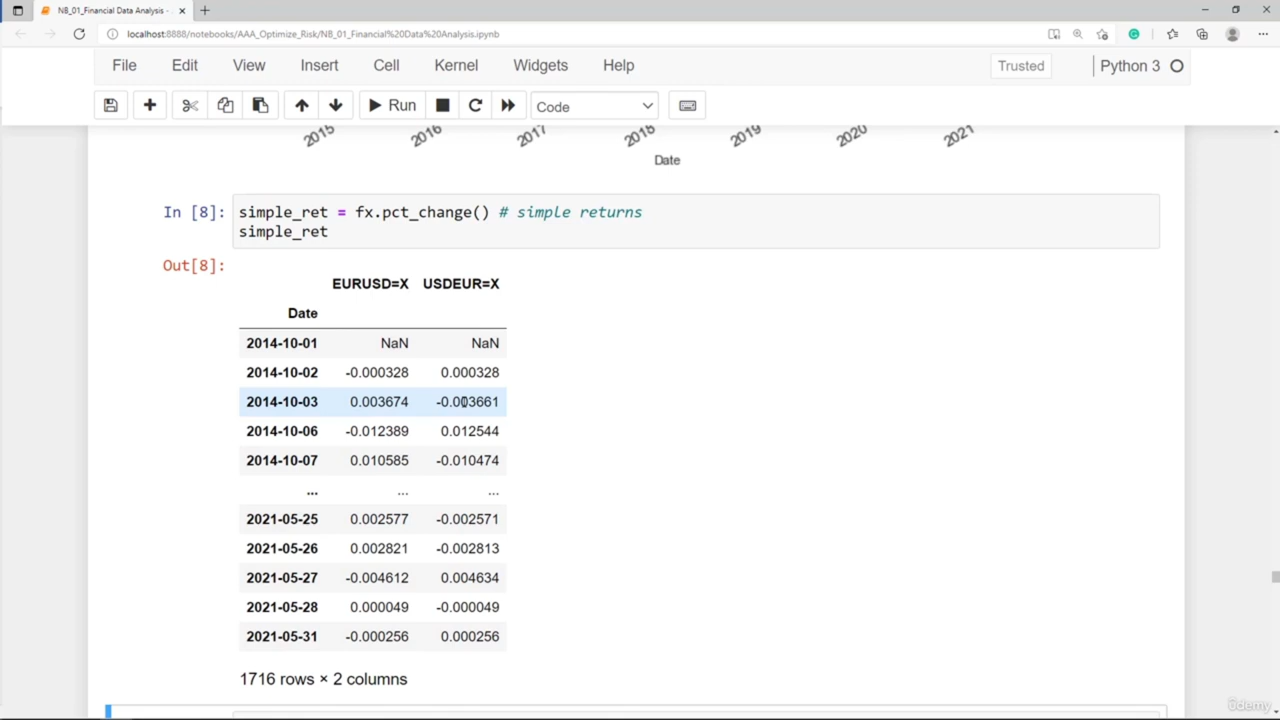 NB_01_Financial Data Analysis -
localhost:8888/notebooks/AAA_Optimize_Risk/NB_01_Financial%20Data%20Analysis.ipynb
File Edit View Insert Cell Kernel Widgets Help Trusted Python 3
Run Code
2015 2016 2017 2018 2019 2020 2021
Date
In [8]: simple_ret = fx.pct_change() # simple returns
simple_ret
Out[8]:
EURUSD=X USDEUR=X
Date
2014-10-01 NaN NaN
2014-10-02 -0.000328 0.000328
2014-10-03 0.003674 -0.003661
2014-10-06 -0.012389 0.012544
2014-10-07 0.010585 -0.010474
... ... ...
2021-05-25 0.002577 -0.002571
2021-05-26 0.002821 -0.002813
2021-05-27 -0.004612 0.004634
2021-05-28 0.000049 -0.000049
2021-05-31 -0.000256 0.000256
1716 rows × 2 columns
ûdemy